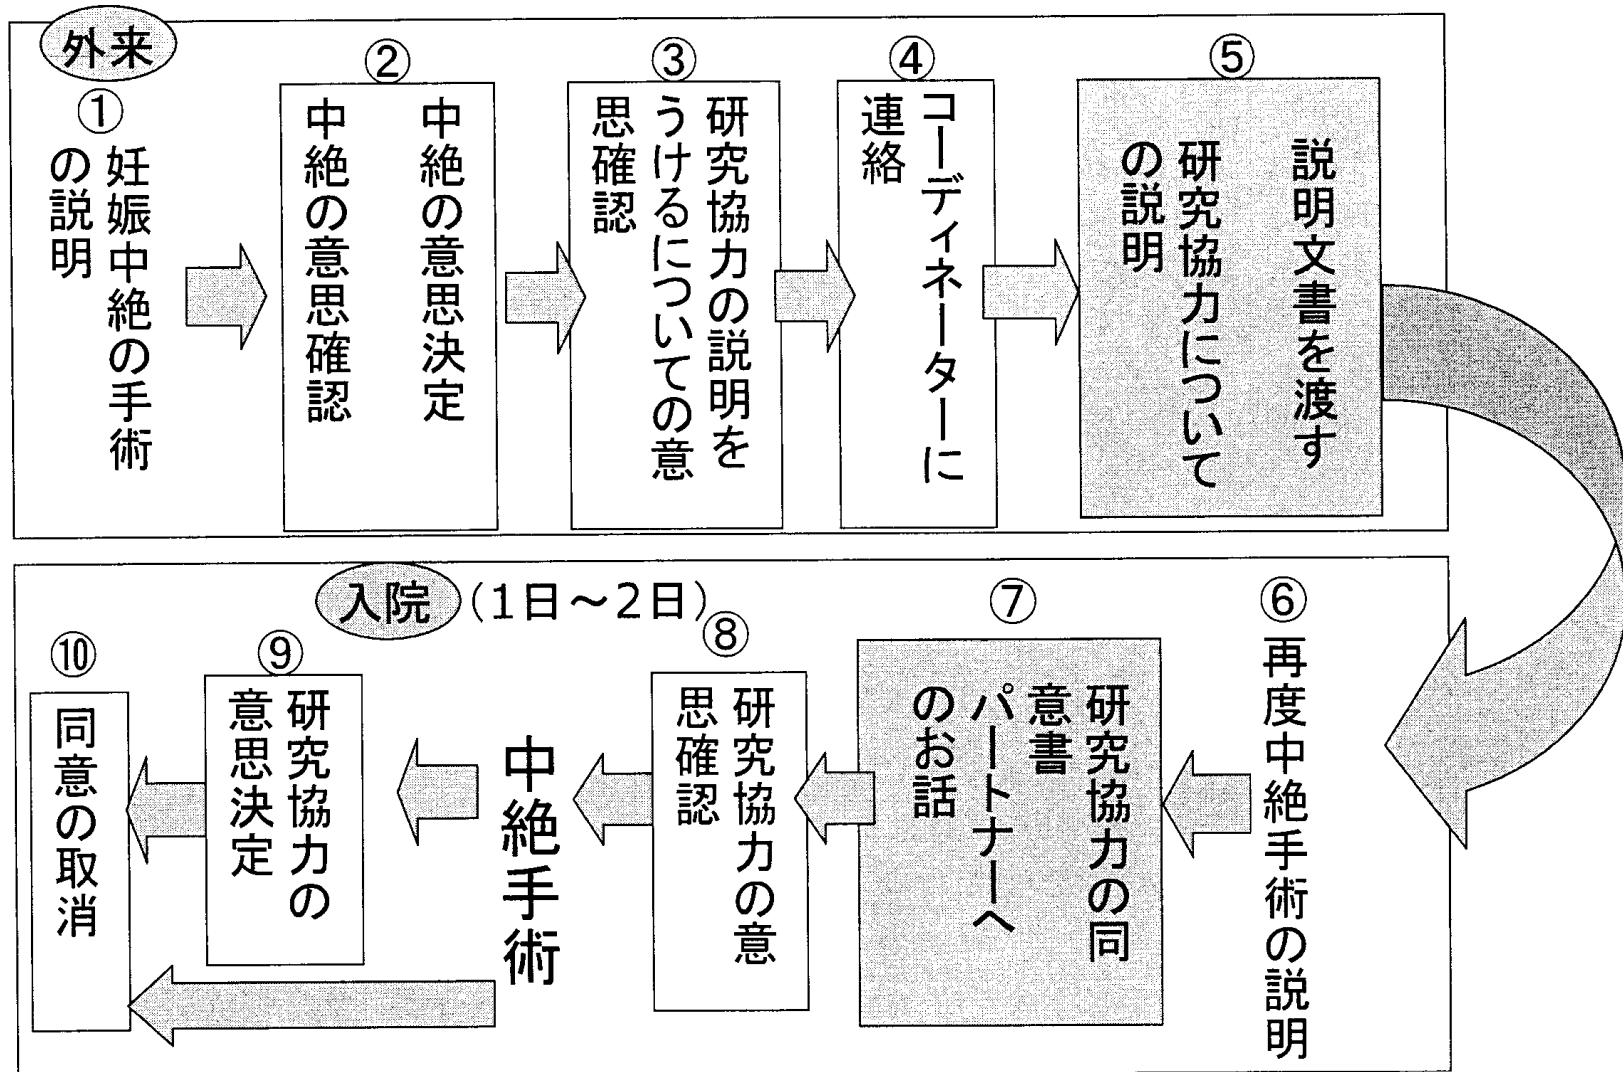 外来
①
妊娠中絶の手術
の説明
②
中絶の意思決定
中絶の意思確認
③
研究協力の説明を
うけるについての意
思確認
④
コーディネーターに
連絡
⑤
説明文書を渡す
研究協力について
の説明
入院
(1日～2日)
⑥
再度中絶手術の説明
⑦
研究協力の同
意書
パートナーへ
のお話
⑧
研究協力の意
思確認
中絶手術
⑨
研究協力の
意思決定
⑩
同意の取消